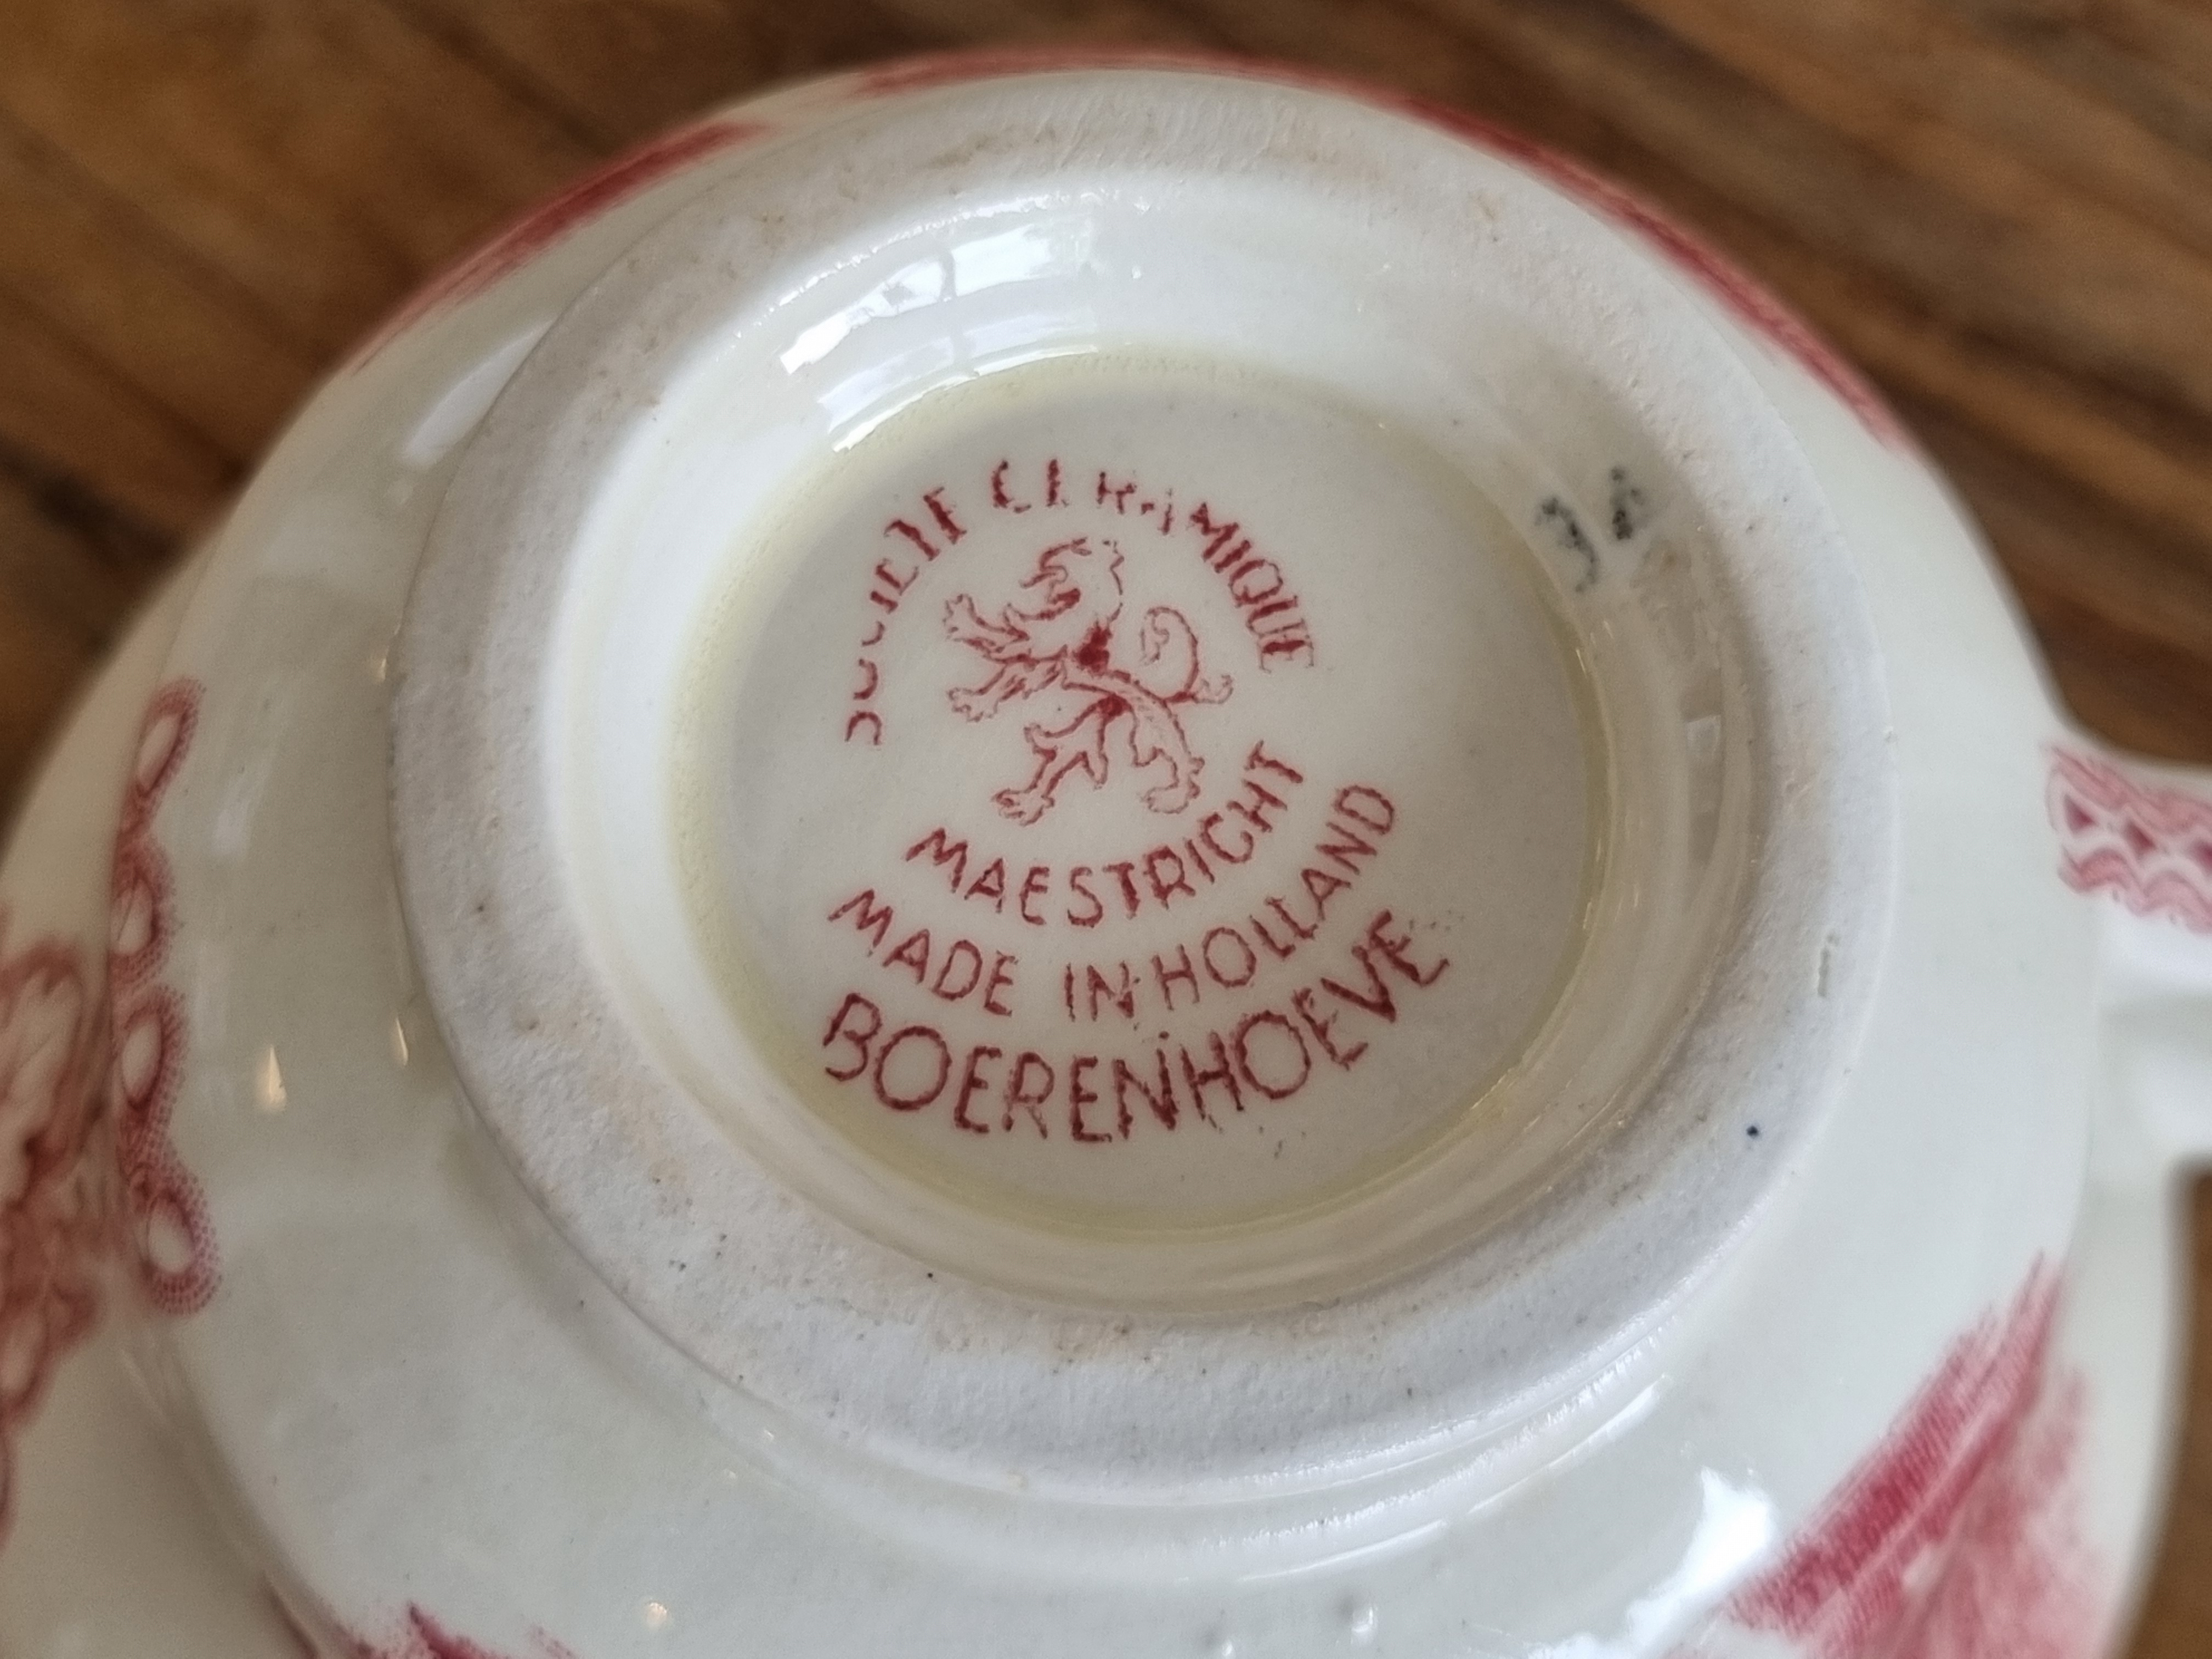 SOCIETE CERAMIQUE
MAESTRICHT
MADE IN HOLLAND
BOERENHOEVE